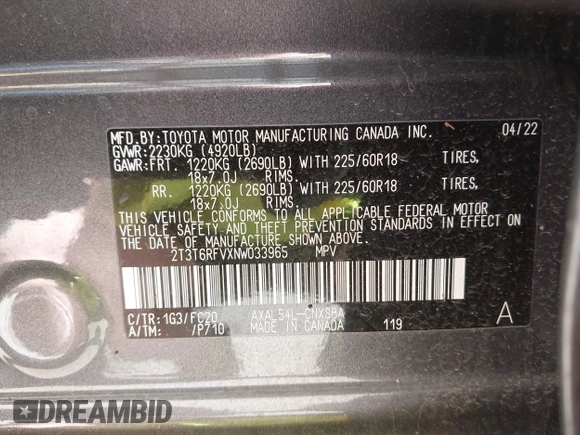 MFD.BY:TOYOTA MOTOR MANUFACTURING CANADA INC. 04/22
GVWR:2230KG (4920LB)
GAWR:FRT. 1220KG (2690LB) WITH 225/60R18 TIRES,
18x7.0J RIMS.
RR. 1220KG (2690LB) WITH 225/60R18 TIRES,
18x7.0J RIMS.
THIS VEHICLE CONFORMS TO ALL APPLICABLE FEDERAL MOTOR
VEHICLE SAFETY AND THEFT PREVENTION STANDARDS IN EFFECT ON
THE DATE OF MANUFACTURE SHOWN ABOVE.
2T3T6RFVXNW033965 MPV
C/TR:1G3/FC20 AXAL54L-CNXSBA A
A/TM: /P710 MADE IN CANADA 119
DREAMBID